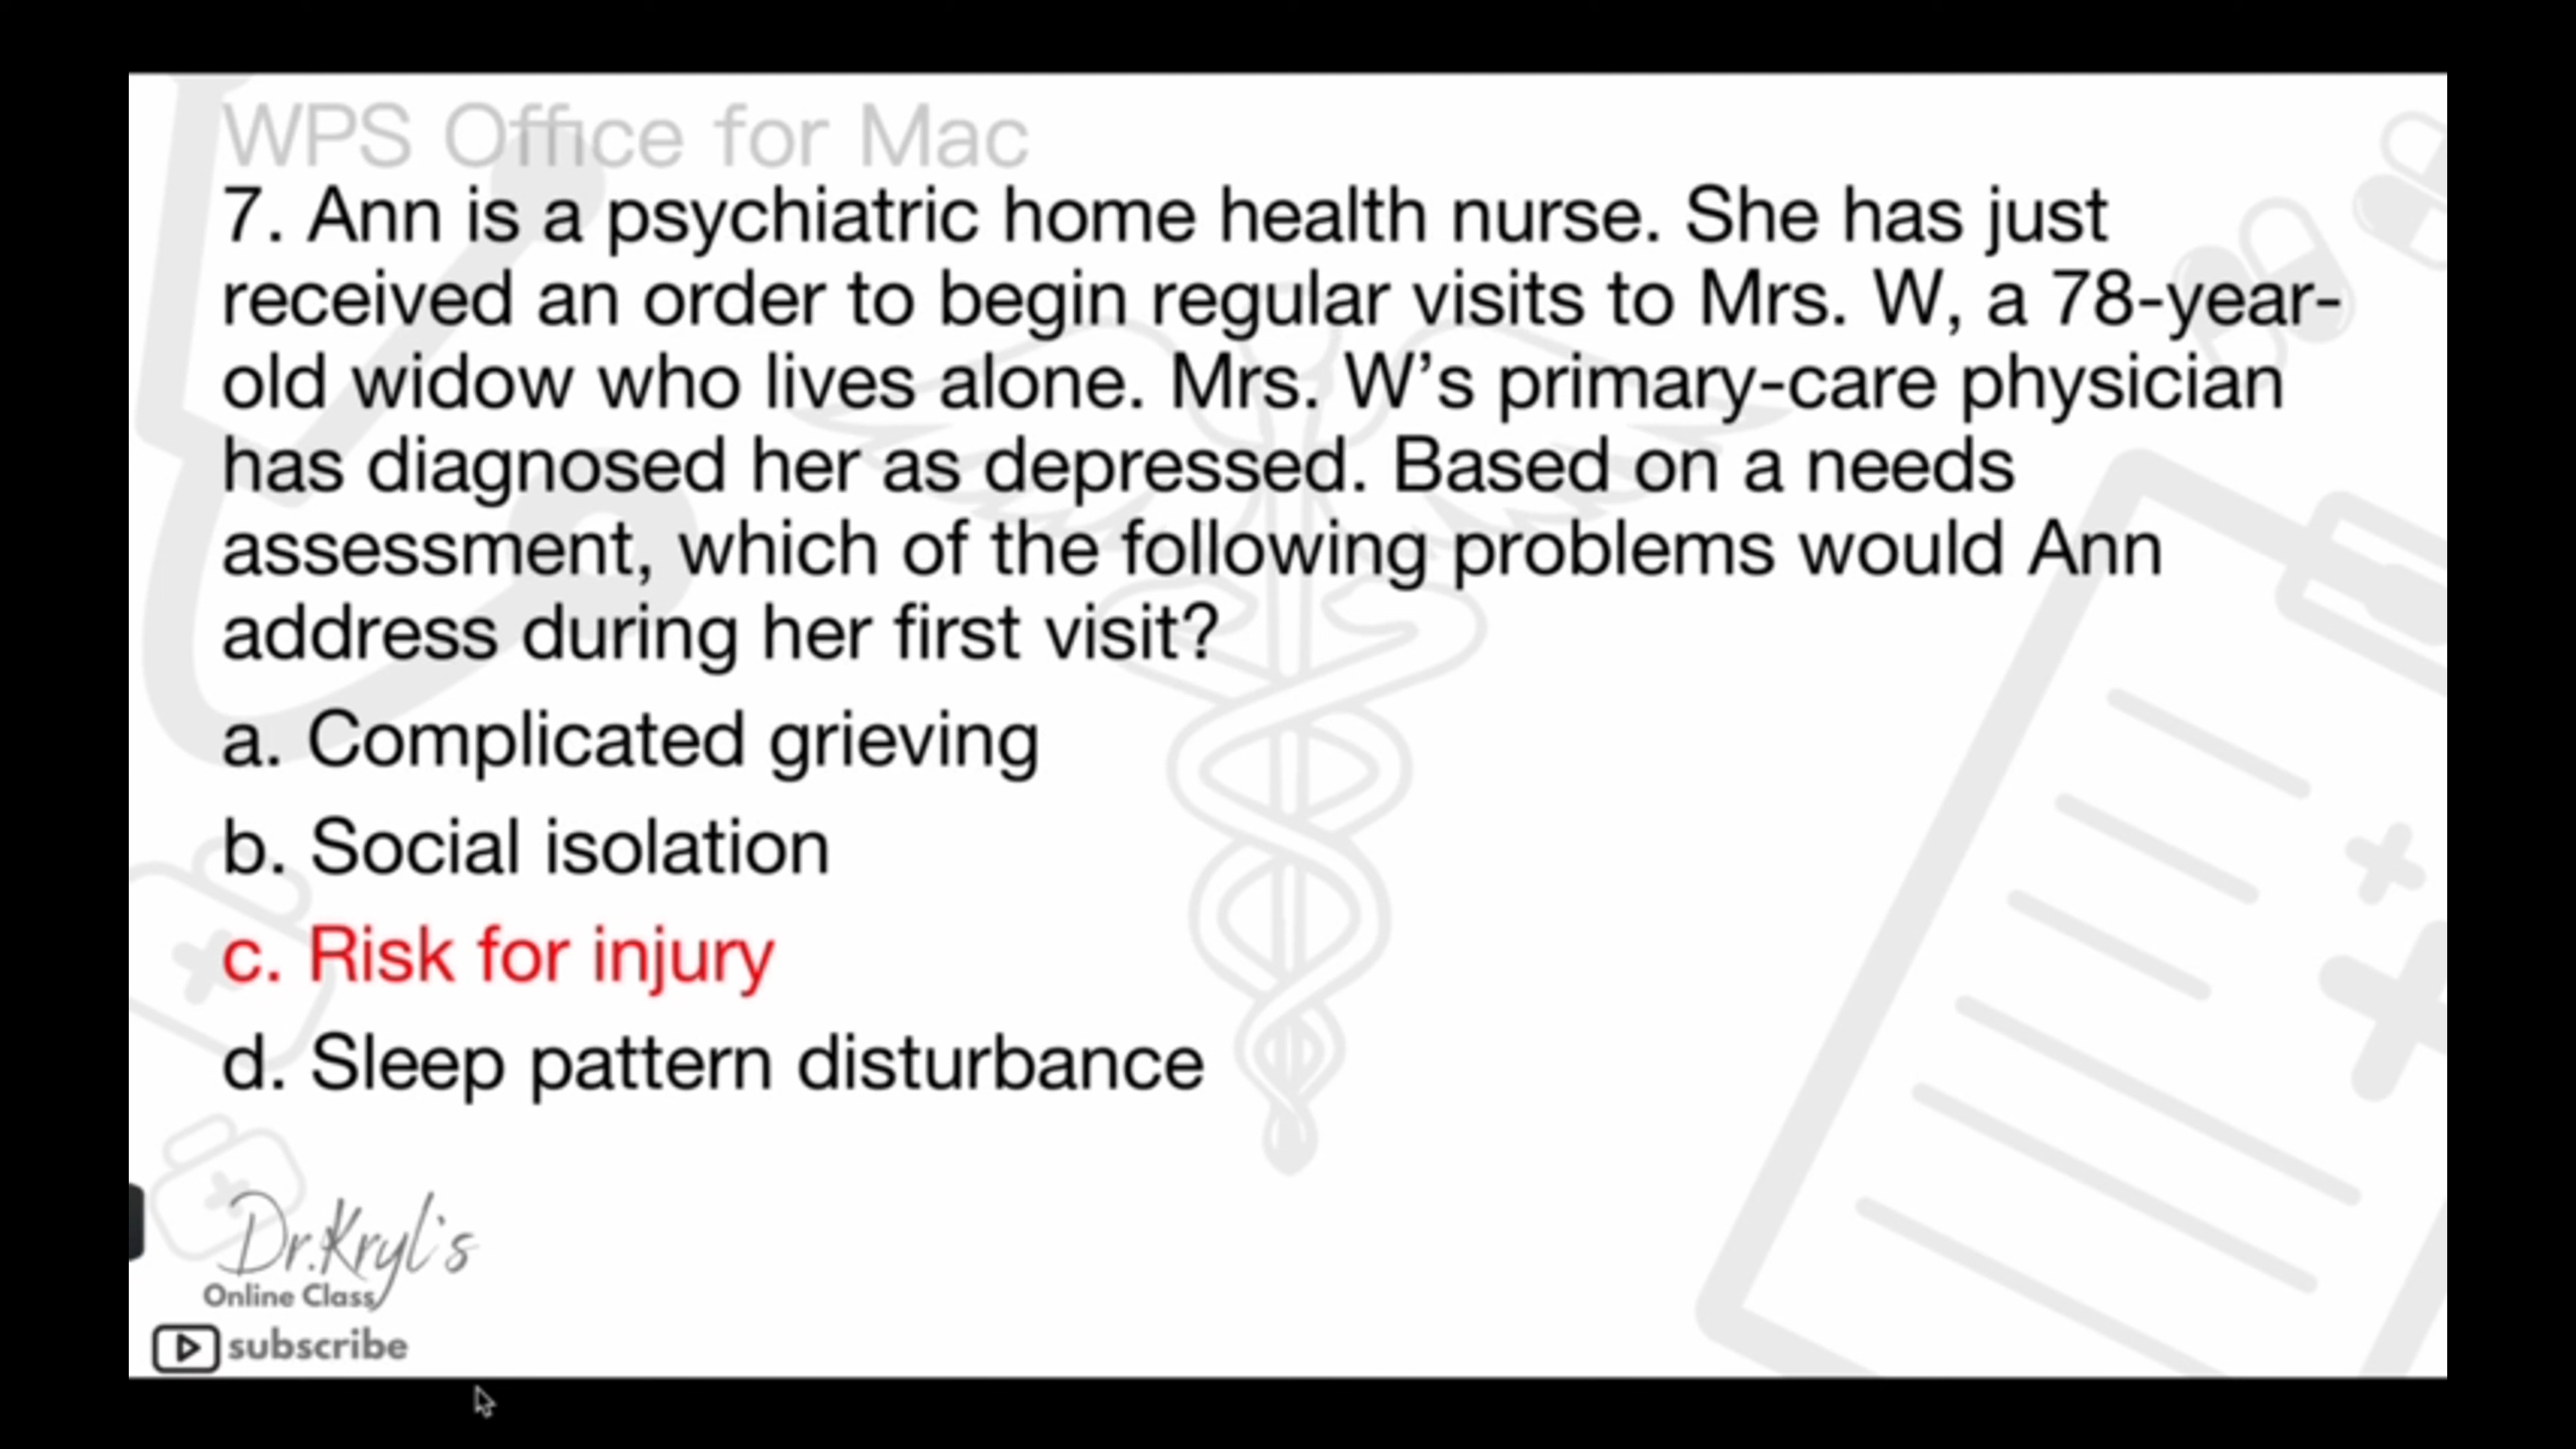 WPS Office for Mac
7. Ann is a psychiatric home health nurse. She has just
received an order to begin regular visits to Mrs. W, a 78-year-
old widow who lives alone. Mrs. W’s primary-care physician
has diagnosed her as depressed. Based on a needs
assessment, which of the following problems would Ann
address during her first visit?
a. Complicated grieving
b. Social isolation
c. Risk for injury
d. Sleep pattern disturbance
Dr.Kryl's
Online Class
subscribe